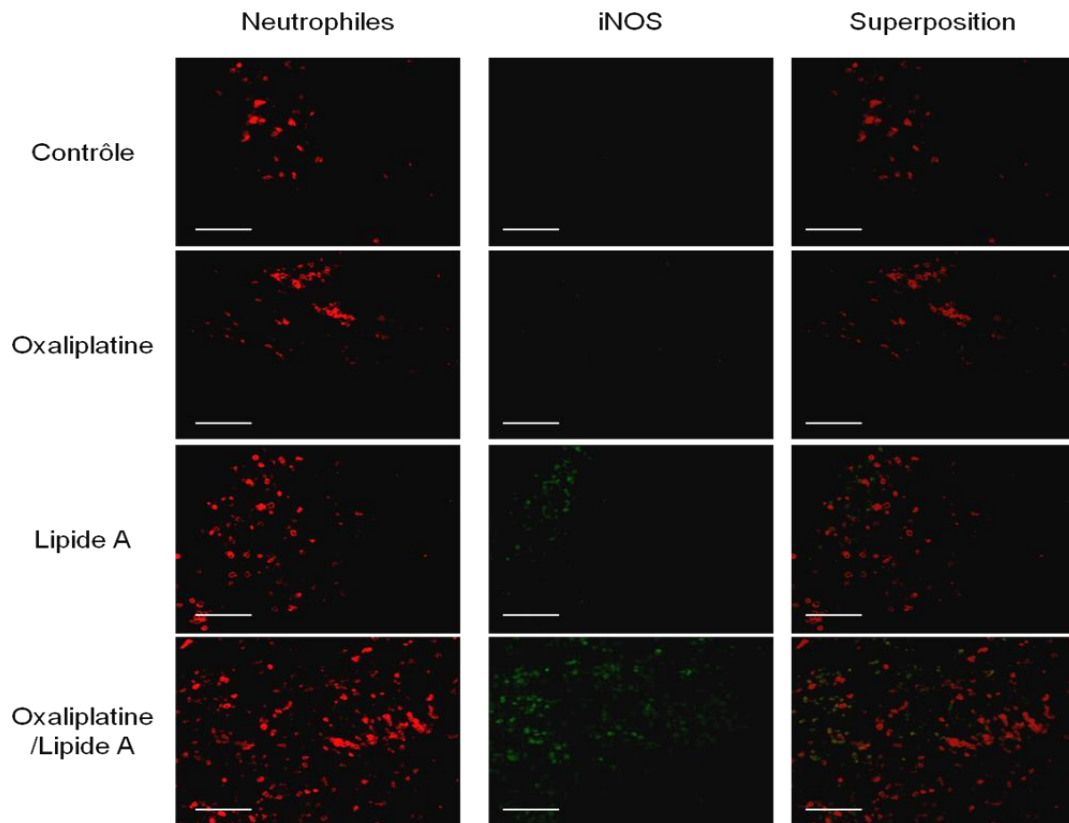 Neutrophiles iNOS Superposition
Contrôle
Oxaliplatine
Lipide A
Oxaliplatine
/Lipide A